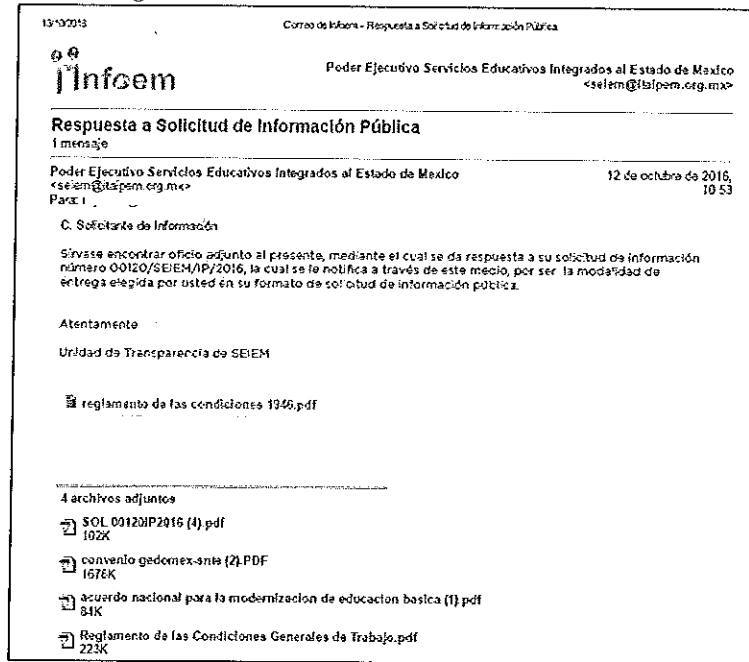 13/10/2016
Correo de Infoem - Respuesta a Solicitud de Información Pública
infoem
Poder Ejecutivo Servicios Educativos Integrados al Estado de Mexico
<seiem@itaipem.org.mx>
Respuesta a Solicitud de Información Pública
1 mensaje
Poder Ejecutivo Servicios Educativos Integrados al Estado de Mexico
<seiem@itaipem.org.mx>
12 de octubre de 2016,
10:53
Para:
C. Solicitante de Información
Sírvase encontrar oficio adjunto al presente, mediante el cual se da respuesta a su solicitud de información
número 00120/SEIEM/IP/2016, la cual se le notifica a través de este medio, por ser la modalidad de
entrega elegida por usted en su formato de solicitud de información pública.
Atentamente
Unidad de Transparencia de SEIEM
reglamento de las condiciones 1946.pdf
4 archivos adjuntos
SOL 00120IP2016 (4).pdf
102K
convenio gedomex-snte (2).PDF
1676K
acuerdo nacional para la modernizacion de educacion basica (1).pdf
84K
Reglamento de las Condiciones Generales de Trabajo.pdf
223K